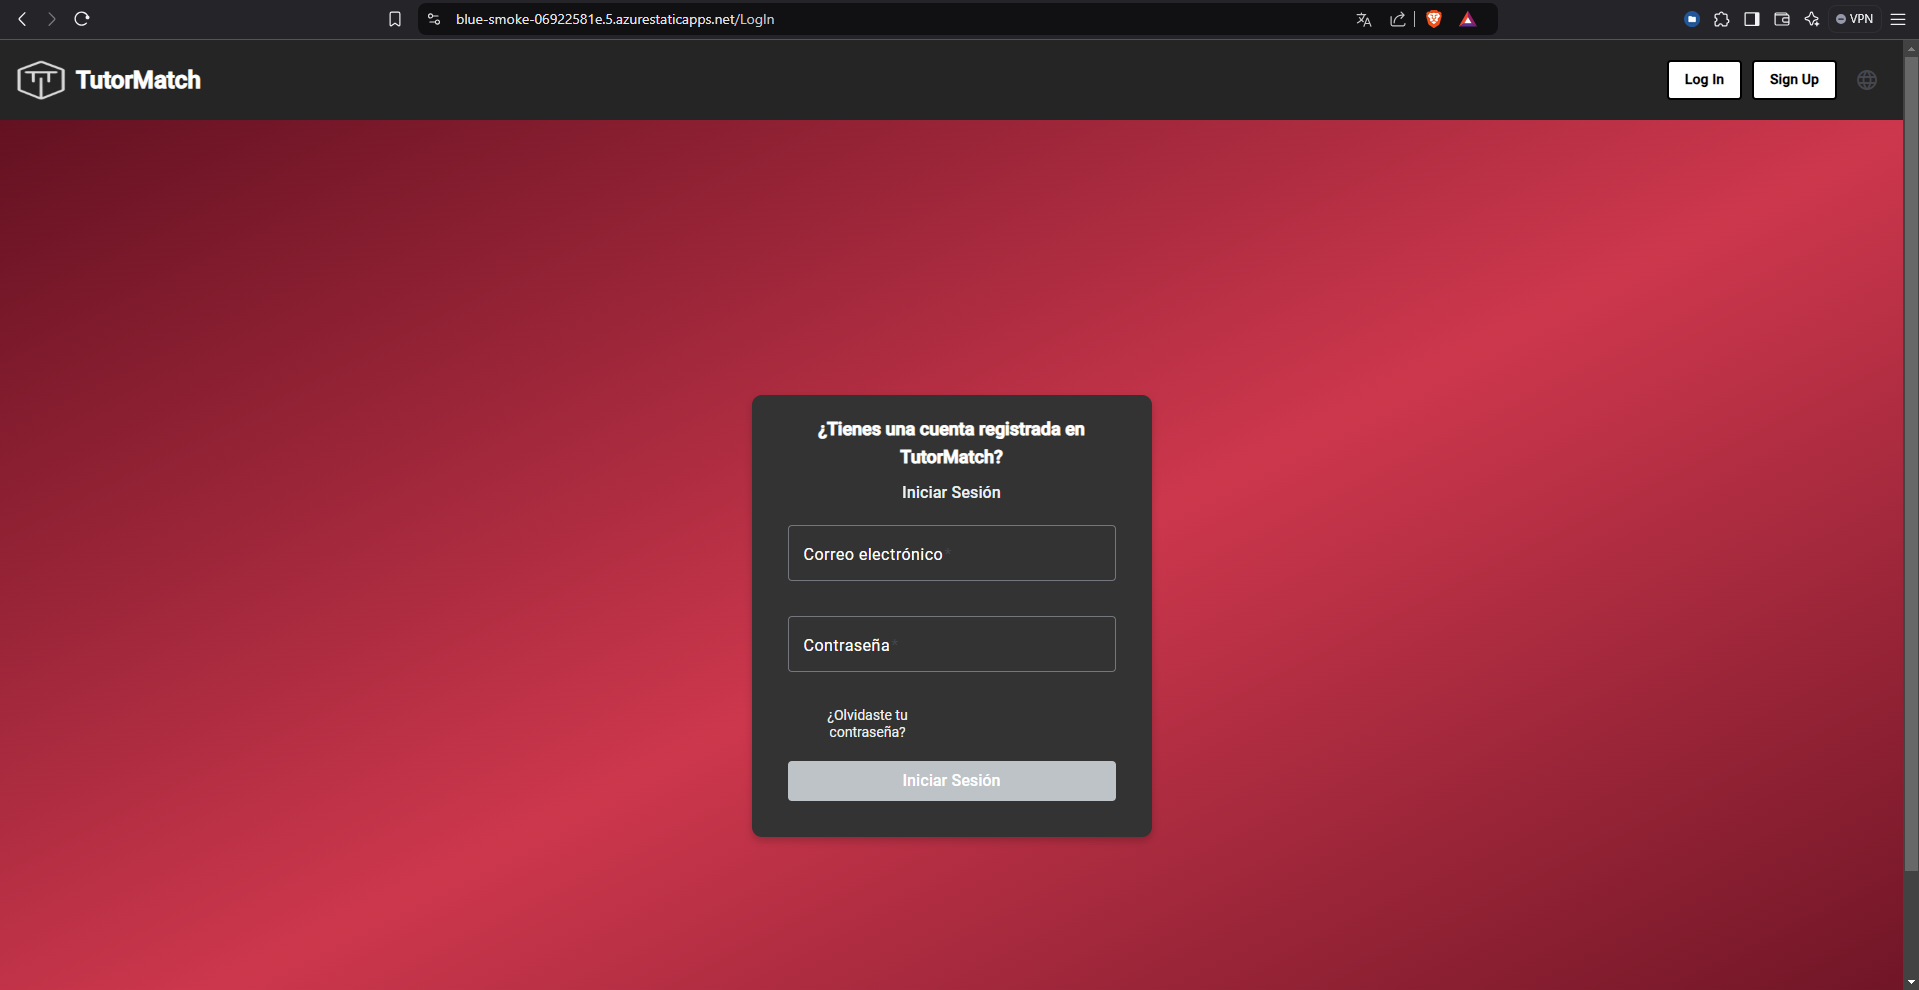 blue-smoke-06922581e.5.azurestaticapps.net/LogIn
VPN
TutorMatch
Log In
Sign Up
¿Tienes una cuenta registrada en
TutorMatch?
Iniciar Sesión
Correo electrónico *
Contraseña *
¿Olvidaste tu
contraseña?
Iniciar Sesión